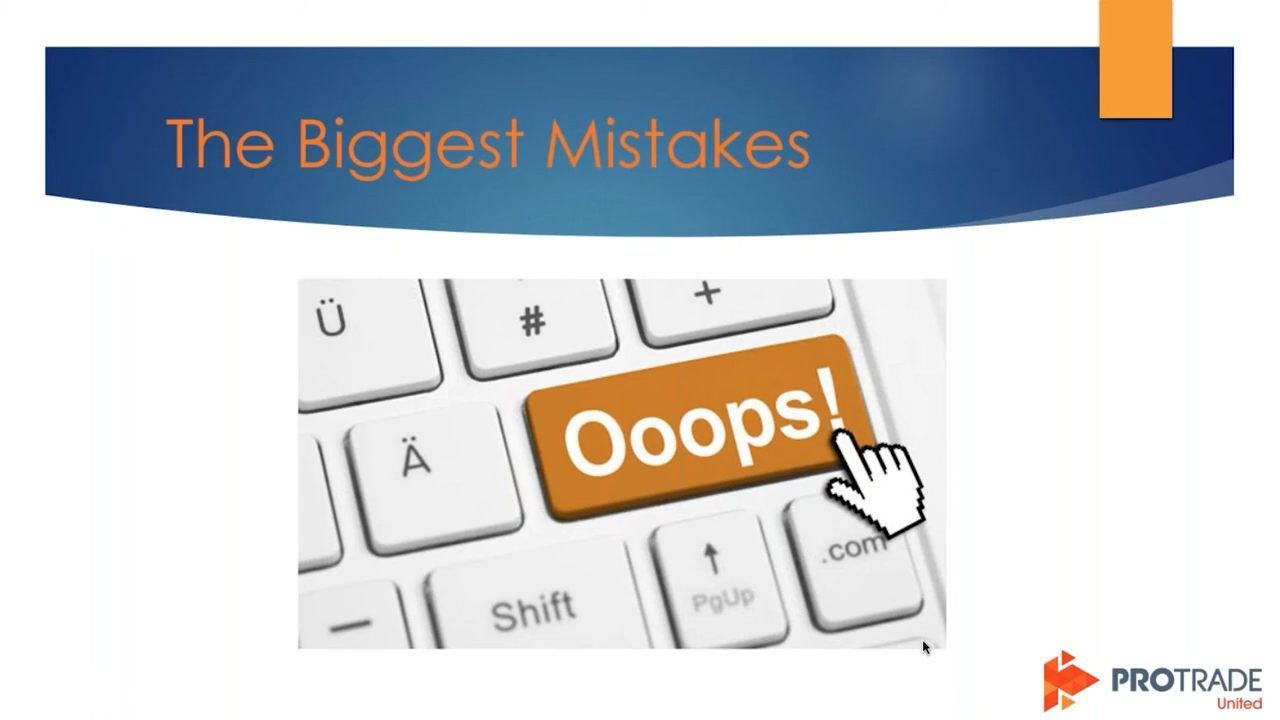 The Biggest Mistakes
Ü
#
+
Ooops!
Ä
.com
↑
PgUp
Shift
—
PROTRADE
United